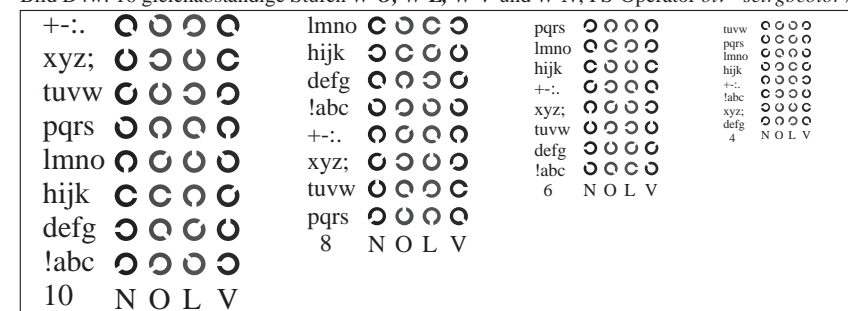 +-:.
xyz;
tuvw
pqrs
lmno
hijk
defg
!abc
10 N O L V
lmno
hijk
defg
!abc
+-:.
xyz;
tuvw
pqrs
8 N O L V
pqrs
lmno
hijk
+-:.
xyz;
tuvw
defg
!abc
6 N O L V
tuvw
pqrs
lmno
hijk
+-:.
!abc
xyz;
defg
4 N O L V